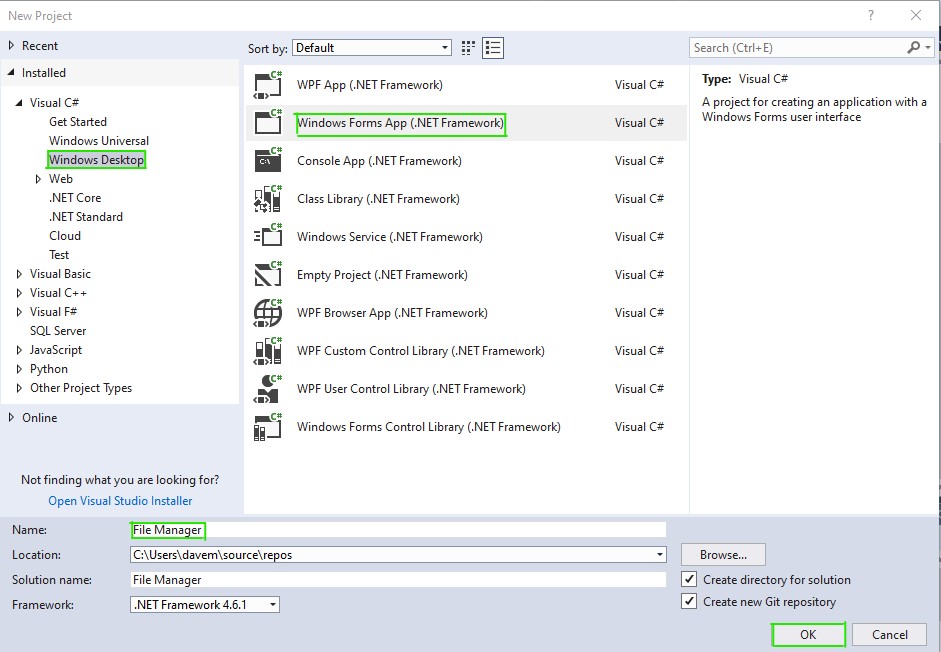 New Project
? ×
Recent
Installed
Visual C#
Get Started
Windows Universal
Windows Desktop
Web
.NET Core
.NET Standard
Cloud
Test
Visual Basic
Visual C++
Visual F#
SQL Server
JavaScript
Python
Other Project Types
Online
Not finding what you are looking for?
Open Visual Studio Installer
Sort by: Default
WPF App (.NET Framework) Visual C#
Windows Forms App (.NET Framework) Visual C#
Console App (.NET Framework) Visual C#
Class Library (.NET Framework) Visual C#
Windows Service (.NET Framework) Visual C#
Empty Project (.NET Framework) Visual C#
WPF Browser App (.NET Framework) Visual C#
WPF Custom Control Library (.NET Framework) Visual C#
WPF User Control Library (.NET Framework) Visual C#
Windows Forms Control Library (.NET Framework) Visual C#
Search (Ctrl+E)
Type: Visual C#
A project for creating an application with a
Windows Forms user interface
Name: File Manager
Location: C:\Users\davem\source\repos Browse...
Solution name: File Manager Create directory for solution
Framework: .NET Framework 4.6.1 Create new Git repository
OK Cancel